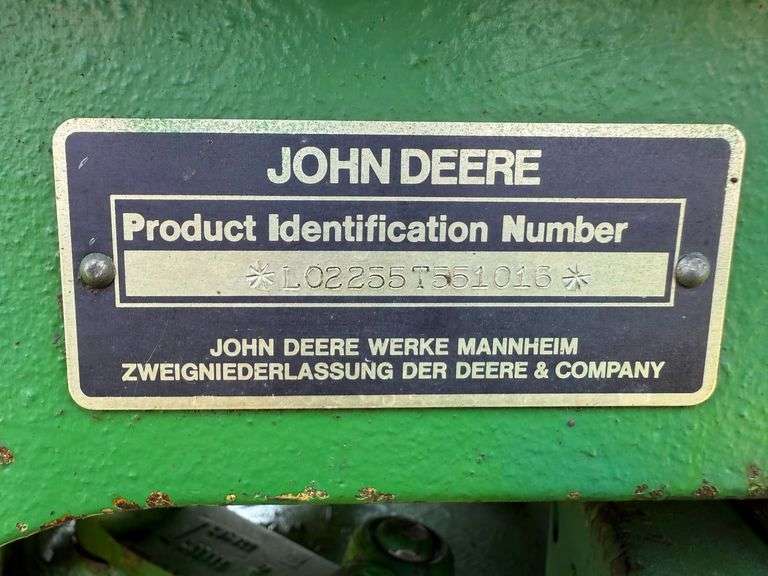 JOHN DEERE
Product Identification Number
*L02255T551016*
JOHN DEERE WERKE MANNHEIM
ZWEIGNIEDERLASSUNG DER DEERE & COMPANY